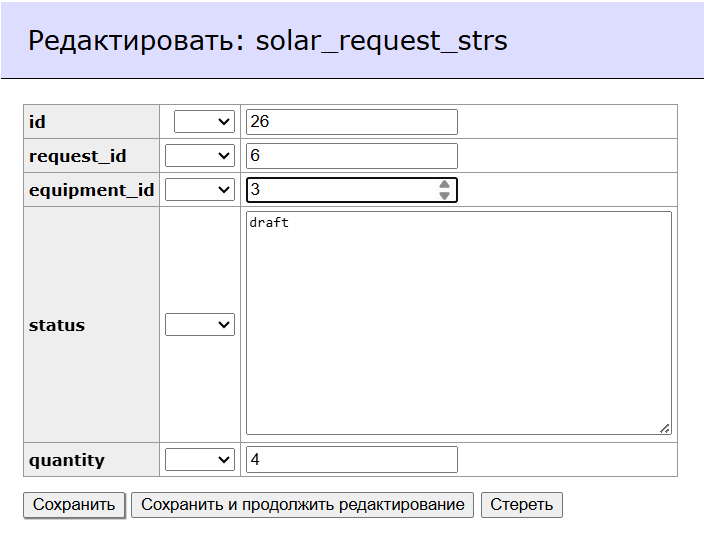 Редактировать: solar_request_strs
id 26
request_id 6
equipment_id 3
status draft
quantity 4
Сохранить Сохранить и продолжить редактирование Стереть